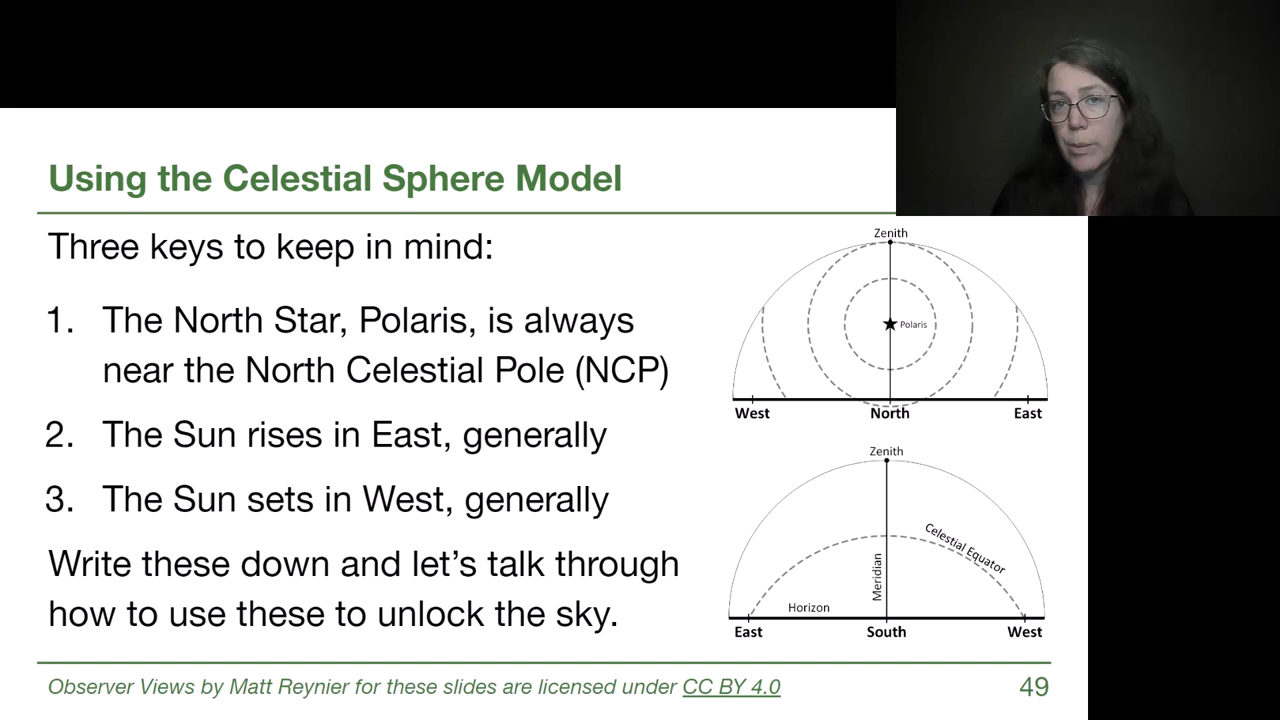 Using the Celestial Sphere Model
Three keys to keep in mind:
1. The North Star, Polaris, is always
near the North Celestial Pole (NCP)
2. The Sun rises in East, generally
3. The Sun sets in West, generally
Write these down and let’s talk through
how to use these to unlock the sky.
Zenith
Polaris
West North East
Zenith
Celestial Equator
Meridian
Horizon
East South West
Observer Views by Matt Reynier for these slides are licensed under CC BY 4.0
49